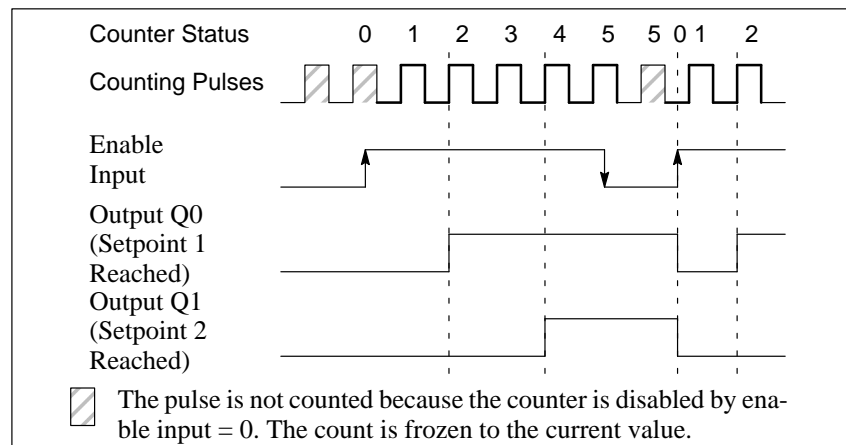 Counter Status 0 1 2 3 4 5 5 0 1 2
Counting Pulses
Enable
Input
Output Q0
(Setpoint 1
Reached)
Output Q1
(Setpoint 2
Reached)
The pulse is not counted because the counter is disabled by ena-
ble input = 0. The count is frozen to the current value.